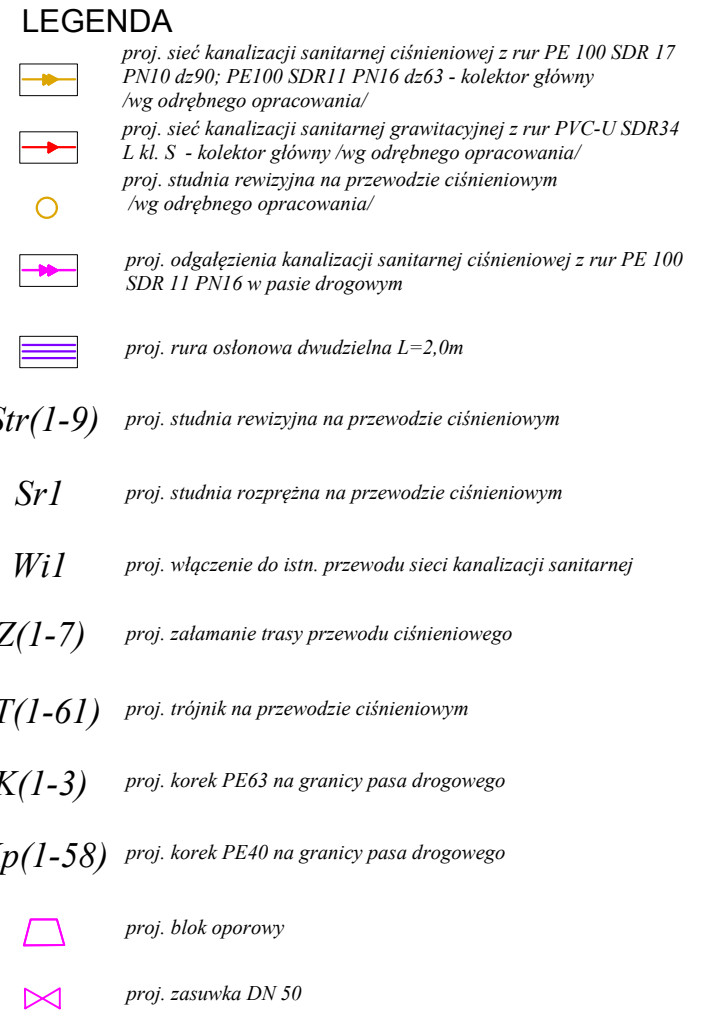 LEGENDA
proj. sieć kanalizacji sanitarnej ciśnieniowej z rur PE 100 SDR 17
PN10 dz90; PE100 SDR11 PN16 dz63 - kolektor główny
/wg odrębnego opracowania/
proj. sieć kanalizacji sanitarnej grawitacyjnej z rur PVC-U SDR34
L kl. S - kolektor główny /wg odrębnego opracowania/
proj. studnia rewizyjna na przewodzie ciśnieniowym
/wg odrębnego opracowania/
proj. odgałęzienia kanalizacji sanitarnej ciśnieniowej z rur PE 100
SDR 11 PN16 w pasie drogowym
proj. rura osłonowa dwudzielna L=2,0m
Str(1-9) proj. studnia rewizyjna na przewodzie ciśnieniowym
Sr1 proj. studnia rozprężna na przewodzie ciśnieniowym
Wi1 proj. włączenie do istn. przewodu sieci kanalizacji sanitarnej
Z(1-7) proj. załamanie trasy przewodu ciśnieniowego
T(1-61) proj. trójnik na przewodzie ciśnieniowym
K(1-3) proj. korek PE63 na granicy pasa drogowego
p(1-58) proj. korek PE40 na granicy pasa drogowego
proj. blok oporowy
proj. zasuwka DN 50